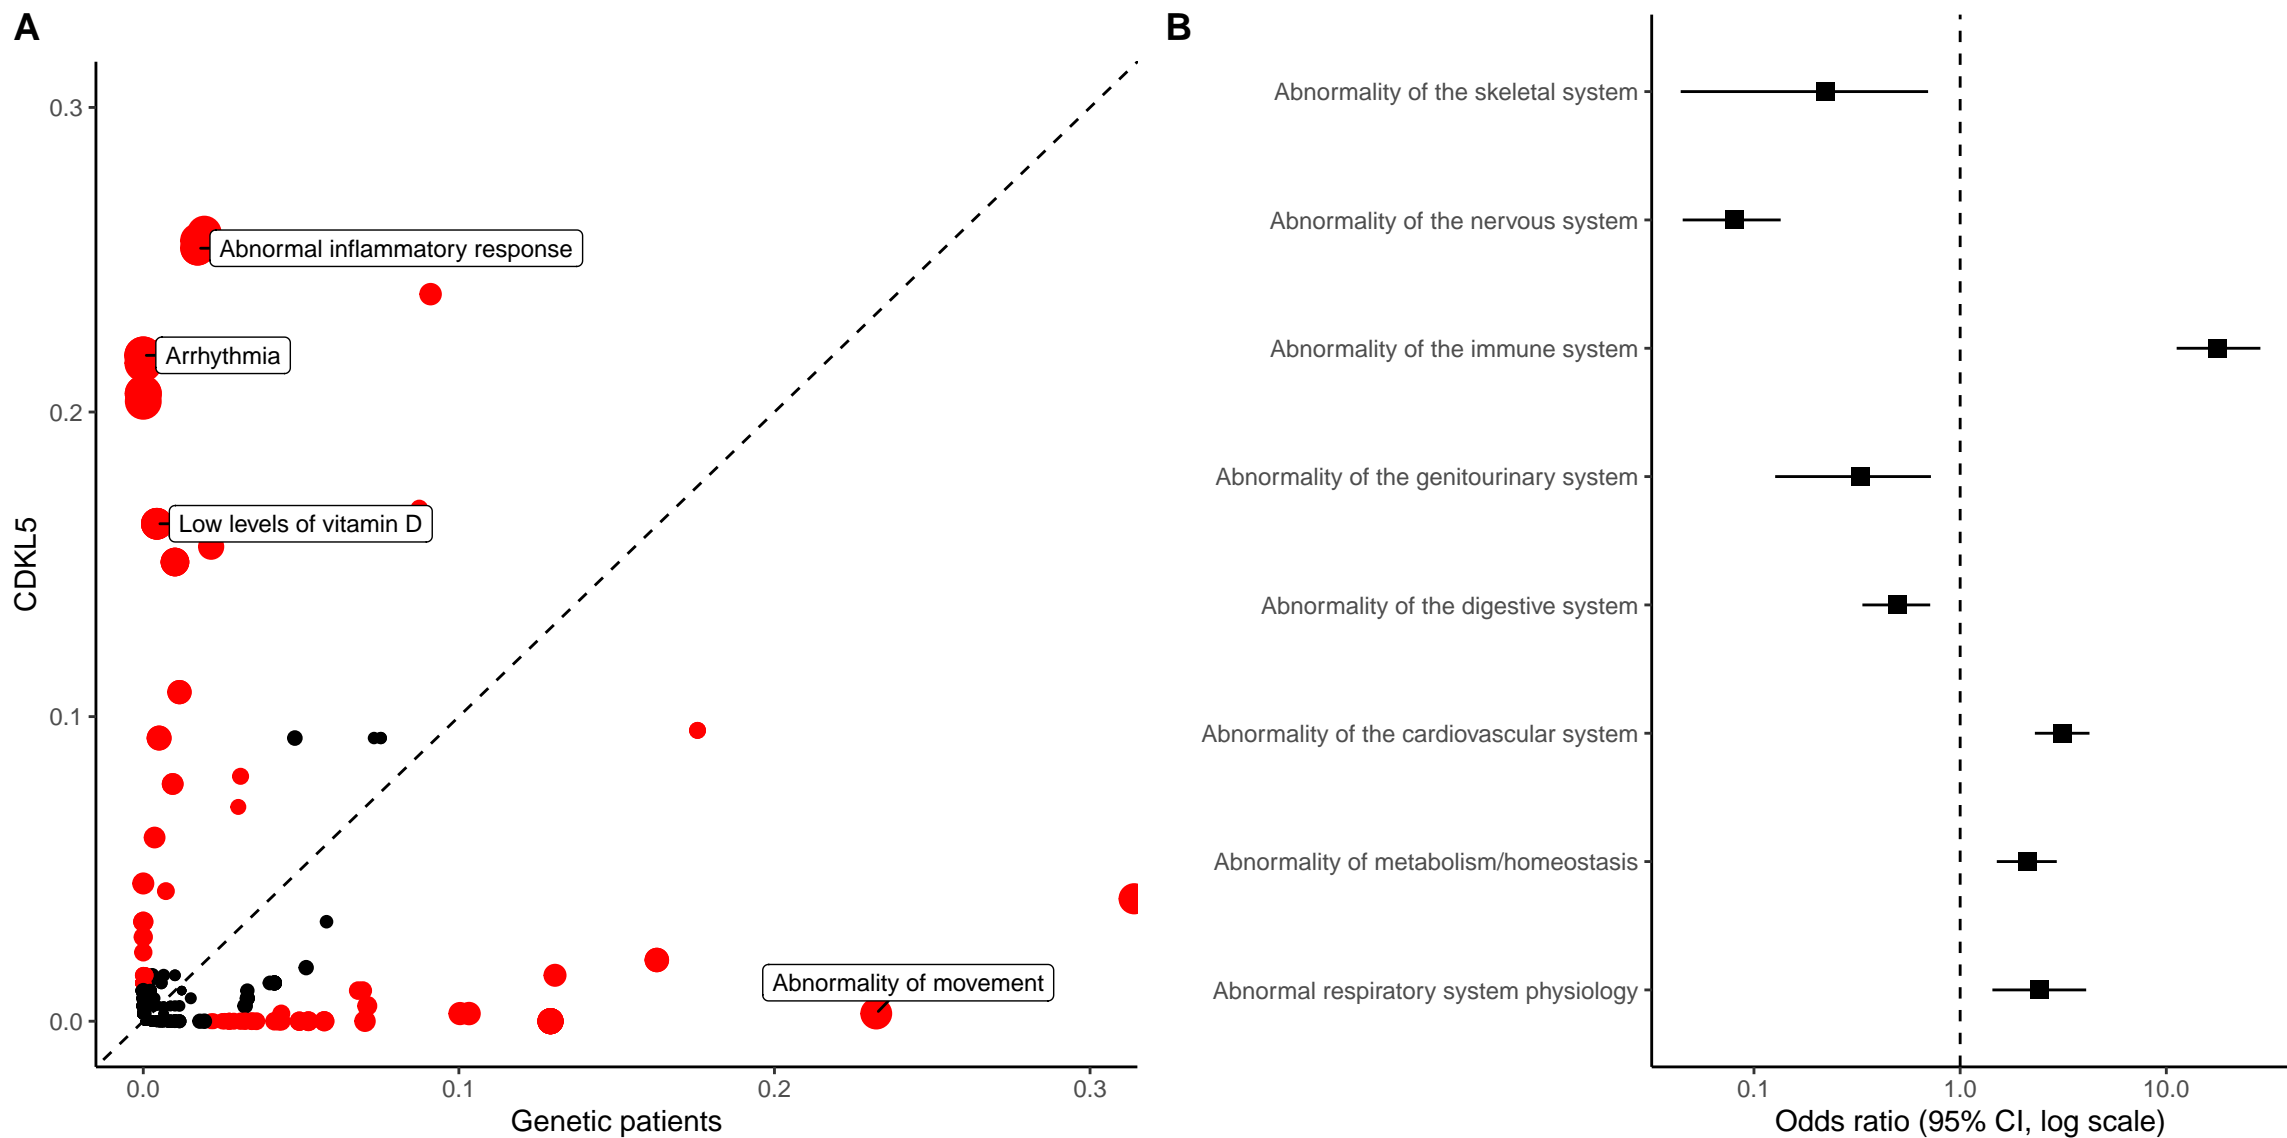 A
CDKL5
0.3
0.2
0.1
0.0
Abnormal inflammatory response
Arrhythmia
Low levels of vitamin D
Abnormality of movement
0.0 0.1 0.2 0.3
Genetic patients
B
Abnormality of the skeletal system
Abnormality of the nervous system
Abnormality of the immune system
Abnormality of the genitourinary system
Abnormality of the digestive system
Abnormality of the cardiovascular system
Abnormality of metabolism/homeostasis
Abnormal respiratory system physiology
0.1 1.0 10.0
Odds ratio (95% CI, log scale)